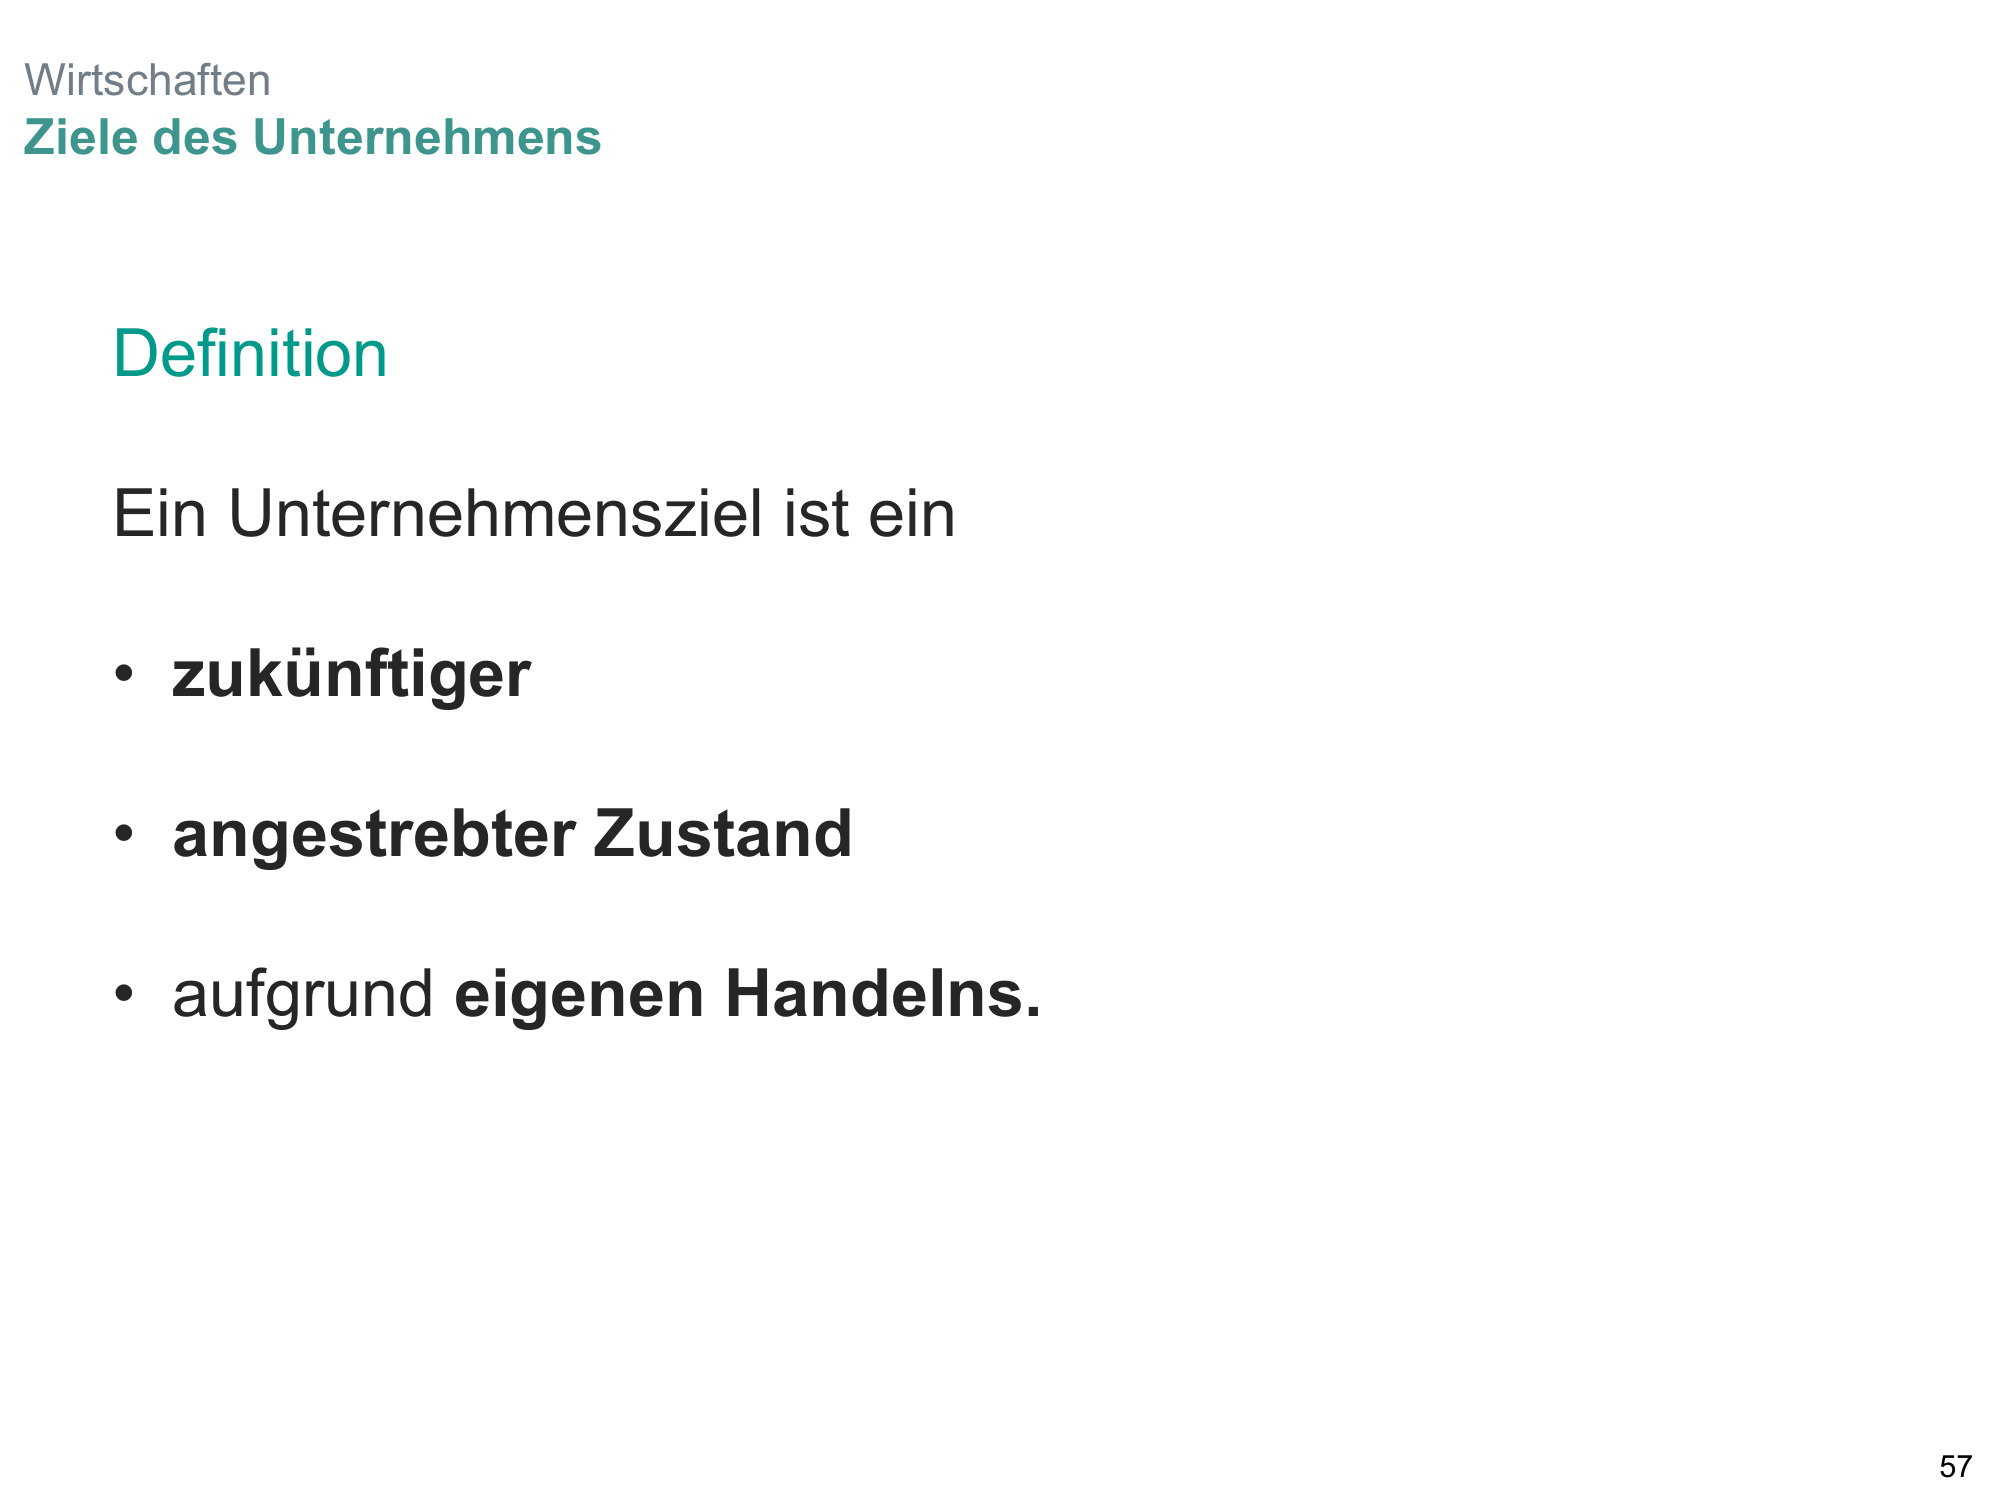 Wirtschaften
Ziele des Unternehmens
Definition
Ein Unternehmensziel ist ein
• zukünftiger
• angestrebter Zustand
• aufgrund eigenen Handelns.
57